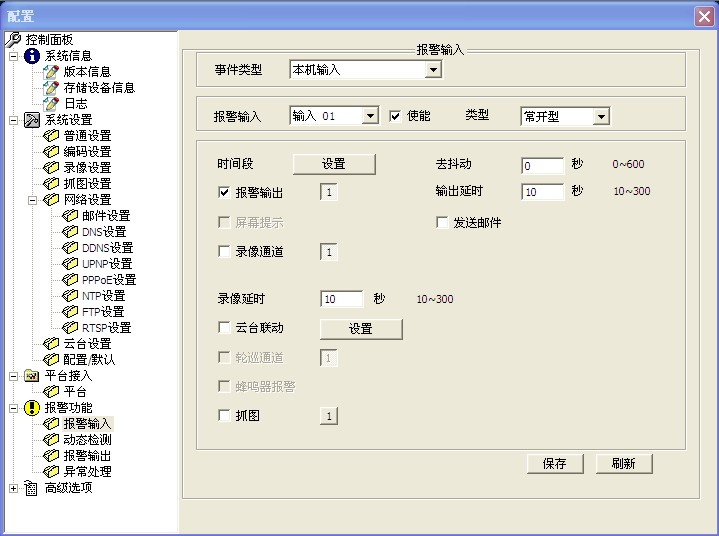 配置
控制面板
系统信息
版本信息
存储设备信息
日志
系统设置
普通设置
编码设置
录像设置
抓图设置
网络设置
邮件设置
DNS设置
DDNS设置
UPNP设置
PPPoE设置
NTP设置
FTP设置
RTSP设置
云台设置
配置/默认
平台接入
平台
报警功能
报警输入
动态检测
报警输出
异常处理
高级选项
报警输入
事件类型 本机输入
报警输入 输入 01 使能 类型 常开型
时间段 设置 去抖动 0 秒 0~600
报警输出 1 输出延时 10 秒 10~300
屏幕提示 发送邮件
录像通道 1
录像延时 10 秒 10~300
云台联动 设置
轮巡通道 1
蜂鸣器报警
抓图 1
保存 刷新